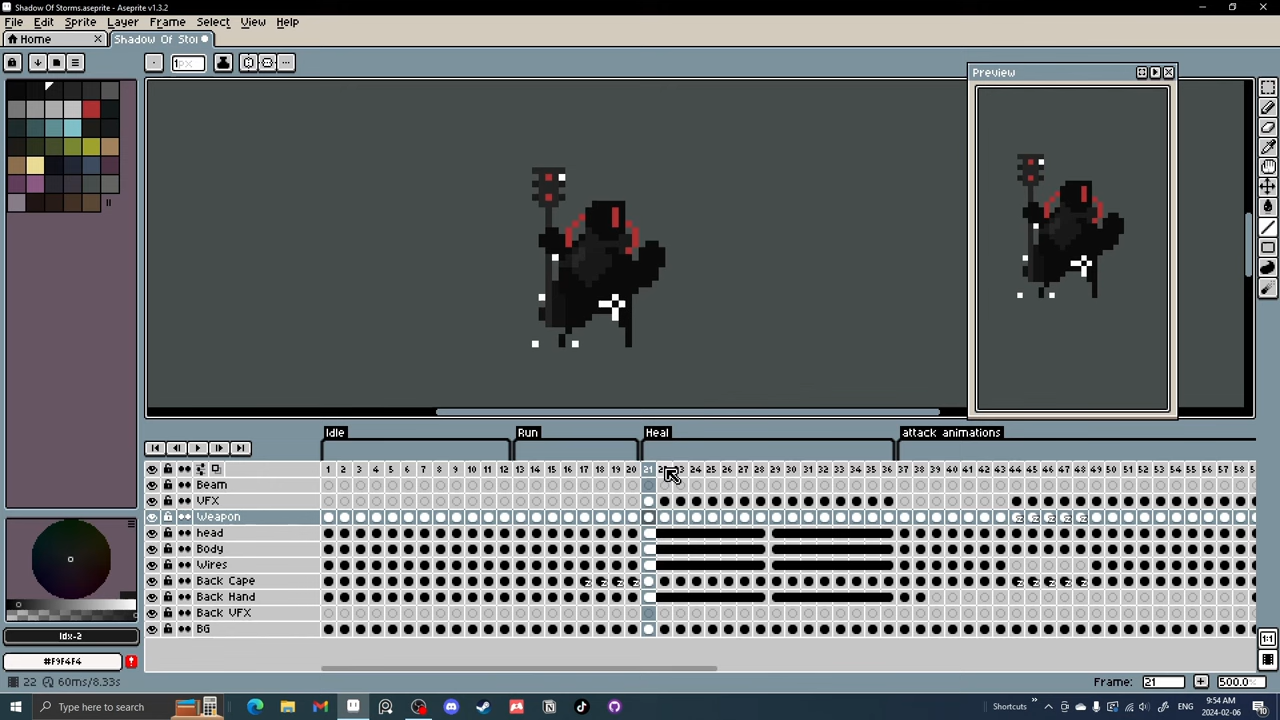 Shadow Of Storms.aseprite - Aseprite v1.3.2
File Edit Sprite Layer Frame Select View Help
Home
Shadow Of Stor
1px
Preview
Idle
Run
Heal
attack animations
1 2 3 4 5 6 7 8 9 10 11 12 13 14 15 16 17 18 19 20 21 24 25 26 27 28 29 30 31 32 33 34 35 36 37 38 39 40 41 42 43 44 45 46 47 48 49 50 51 52 53 54 55 56 57 58
Beam
VFX
Weapon
head
Body
Wires
Back Cape
Back Hand
Back VFX
BG
Idx-2
#F9F4F4
22 60ms/8.33s
Frame: 21
1:1
500.0
Type here to search
Shortcuts
9:54 AM
2024-02-06